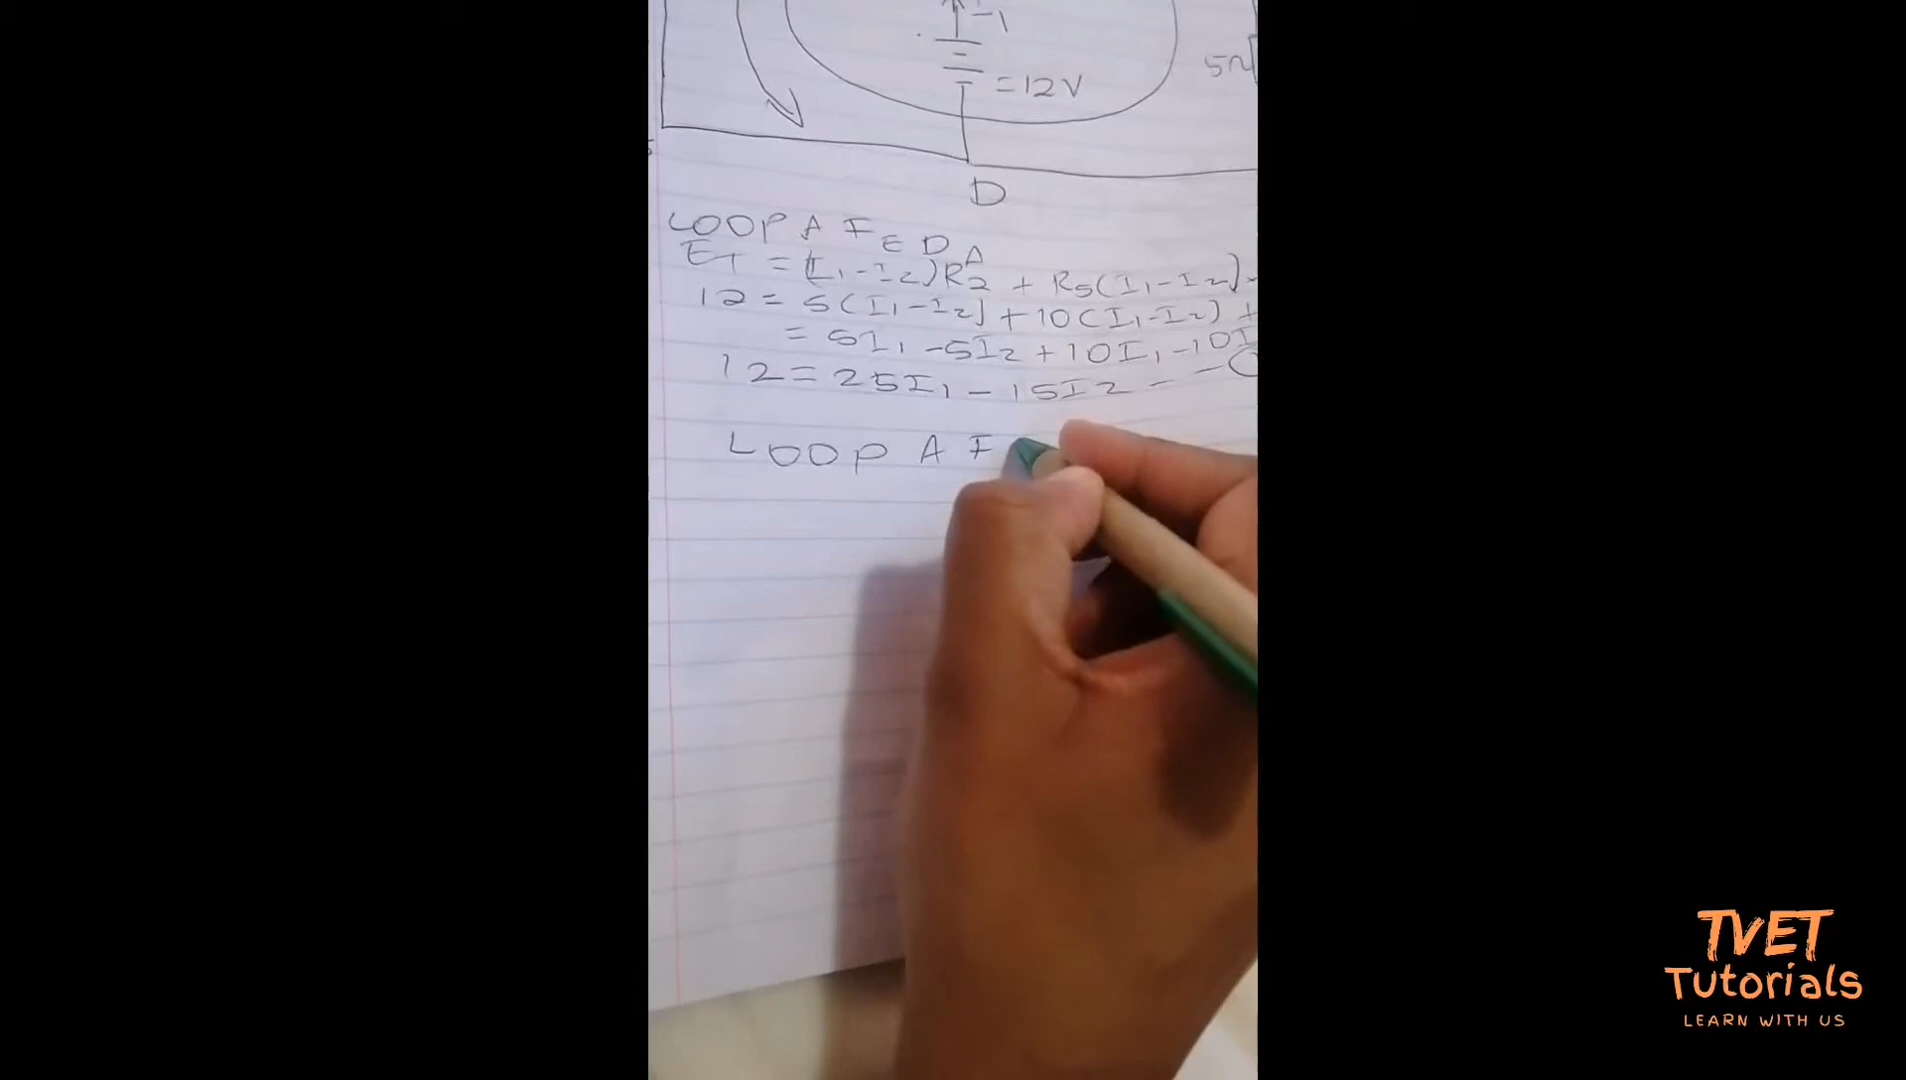 = 12V
5Ω
D
LOOP A F E D A
ET = (I1 - I2)R2 + R5(I1 - I2)
12 = 5(I1 - I2) + 10(I1 - I2) +
= 5I1 - 5I2 + 10I1 - 10I
12 = 25I1 - 15I2 - - -
LOOP A F
TVET
Tutorials
LEARN WITH US